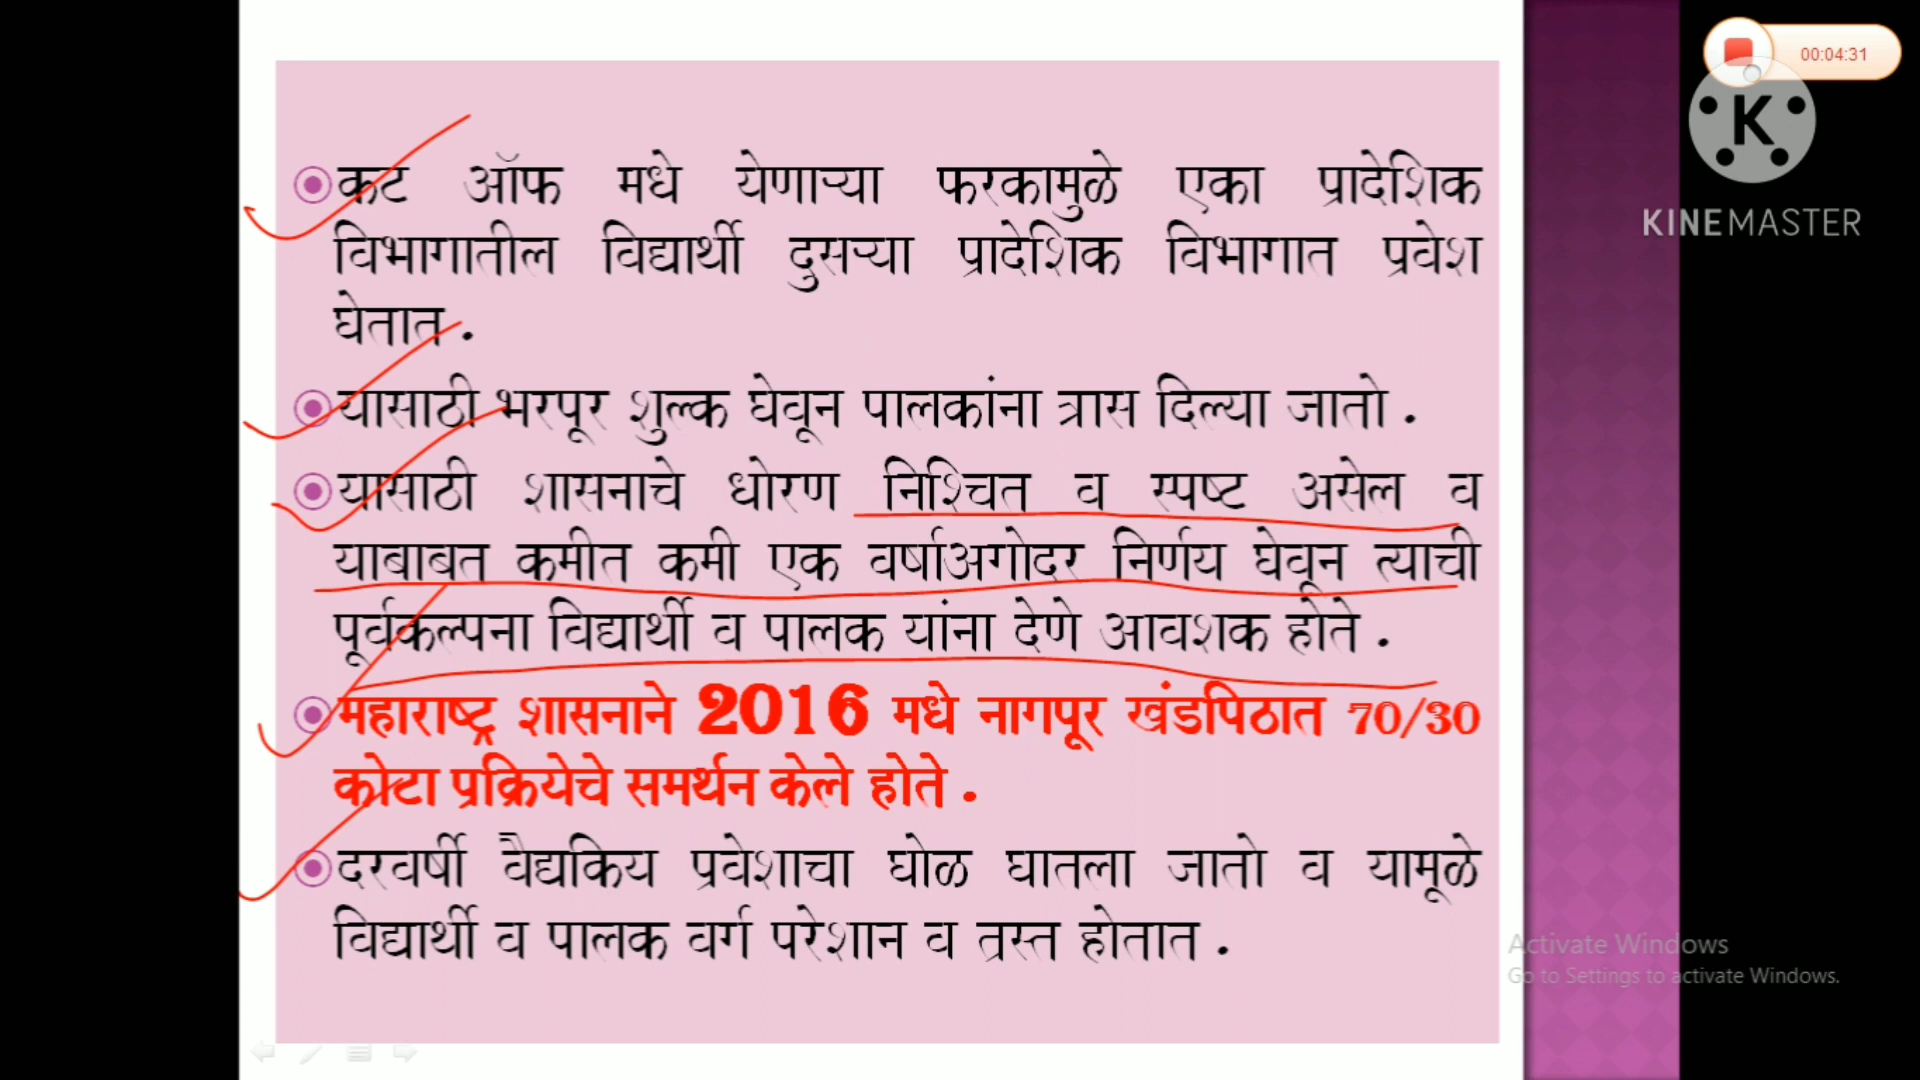 00:04:31
K
KINEMASTER
कट ऑफ मधे येणाऱ्या फरकामुळे एका प्रादेशिक
विभागातील विद्यार्थी दुसऱ्या प्रादेशिक विभागात प्रवेश
घेतात .
यासाठी भरपूर शुल्क घेवून पालकांना त्रास दिल्या जातो .
यासाठी शासनाचे धोरण निश्चित व स्पष्ट असेल व
याबाबत कमीत कमी एक वर्षाअगोदर निर्णय घेवून त्याची
पूर्वकल्पना विद्यार्थी व पालक यांना देणे आवशक होते .
महाराष्ट्र शासनाने 2016 मधे नागपूर खंडपिठात 70/30
कोटा प्रक्रियेचे समर्थन केले होते .
दरवर्षी वैद्यकिय प्रवेशाचा घोळ घातला जातो व यामूळे
विद्यार्थी व पालक वर्ग परेशान व त्रस्त होतात .
Activate Windows
Go to Settings to activate Windows.